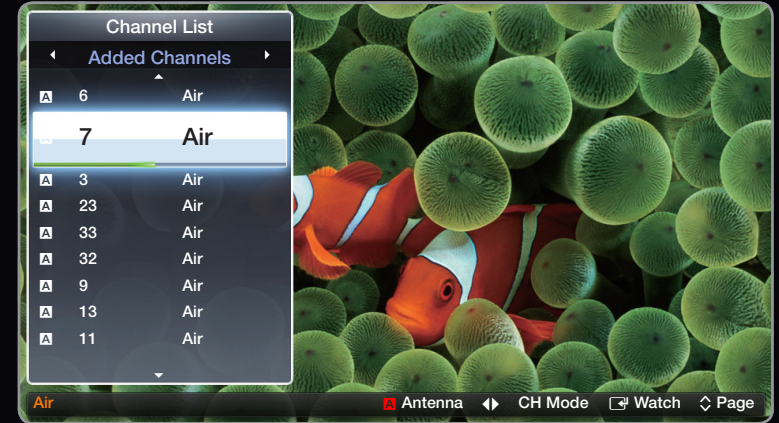 Channel List
Added Channels
A 6 Air
A 7 Air
A 3 Air
A 23 Air
A 33 Air
A 32 Air
A 9 Air
A 13 Air
A 11 Air
Air A Antenna CH Mode Watch Page